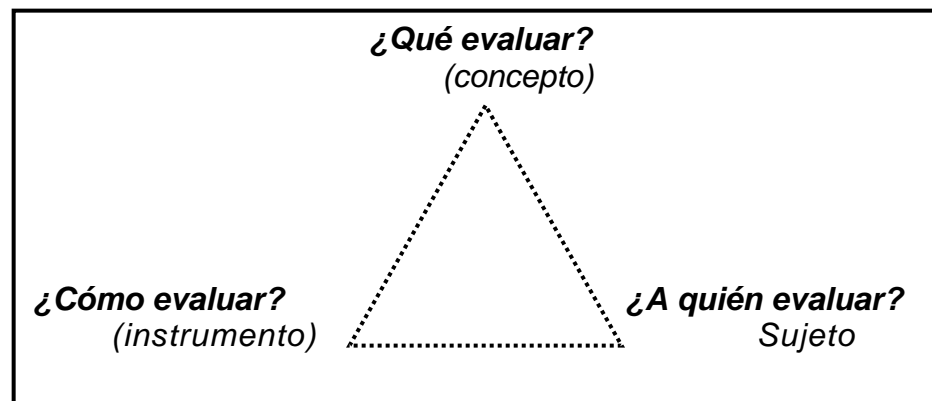 ¿Qué evaluar?
(concepto)
¿Cómo evaluar?
(instrumento)
¿A quién evaluar?
Sujeto